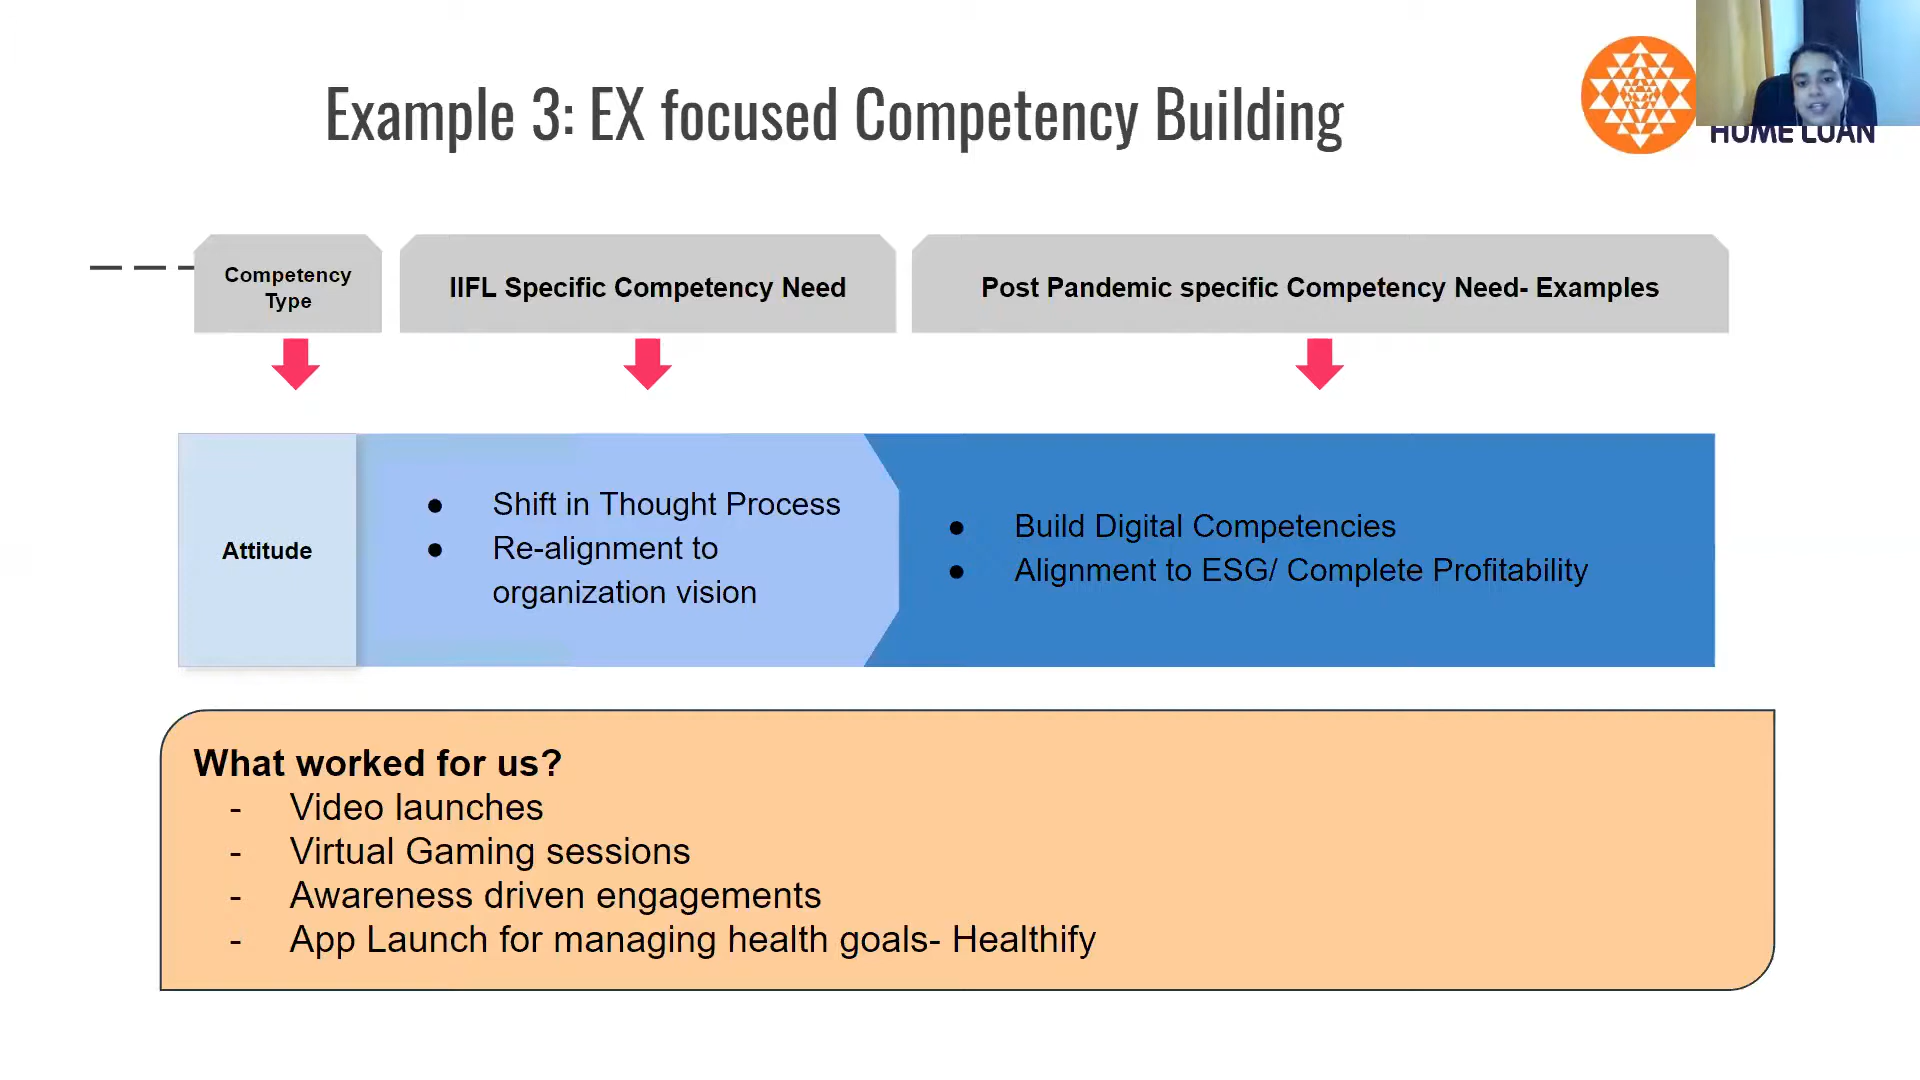 Example 3: EX focused Competency Building
HOME LOAN
Competency
Type
IIFL Specific Competency Need
Post Pandemic specific Competency Need- Examples
Attitude
● Shift in Thought Process
● Re-alignment to
organization vision
● Build Digital Competencies
● Alignment to ESG/ Complete Profitability
What worked for us?
- Video launches
- Virtual Gaming sessions
- Awareness driven engagements
- App Launch for managing health goals- Healthify